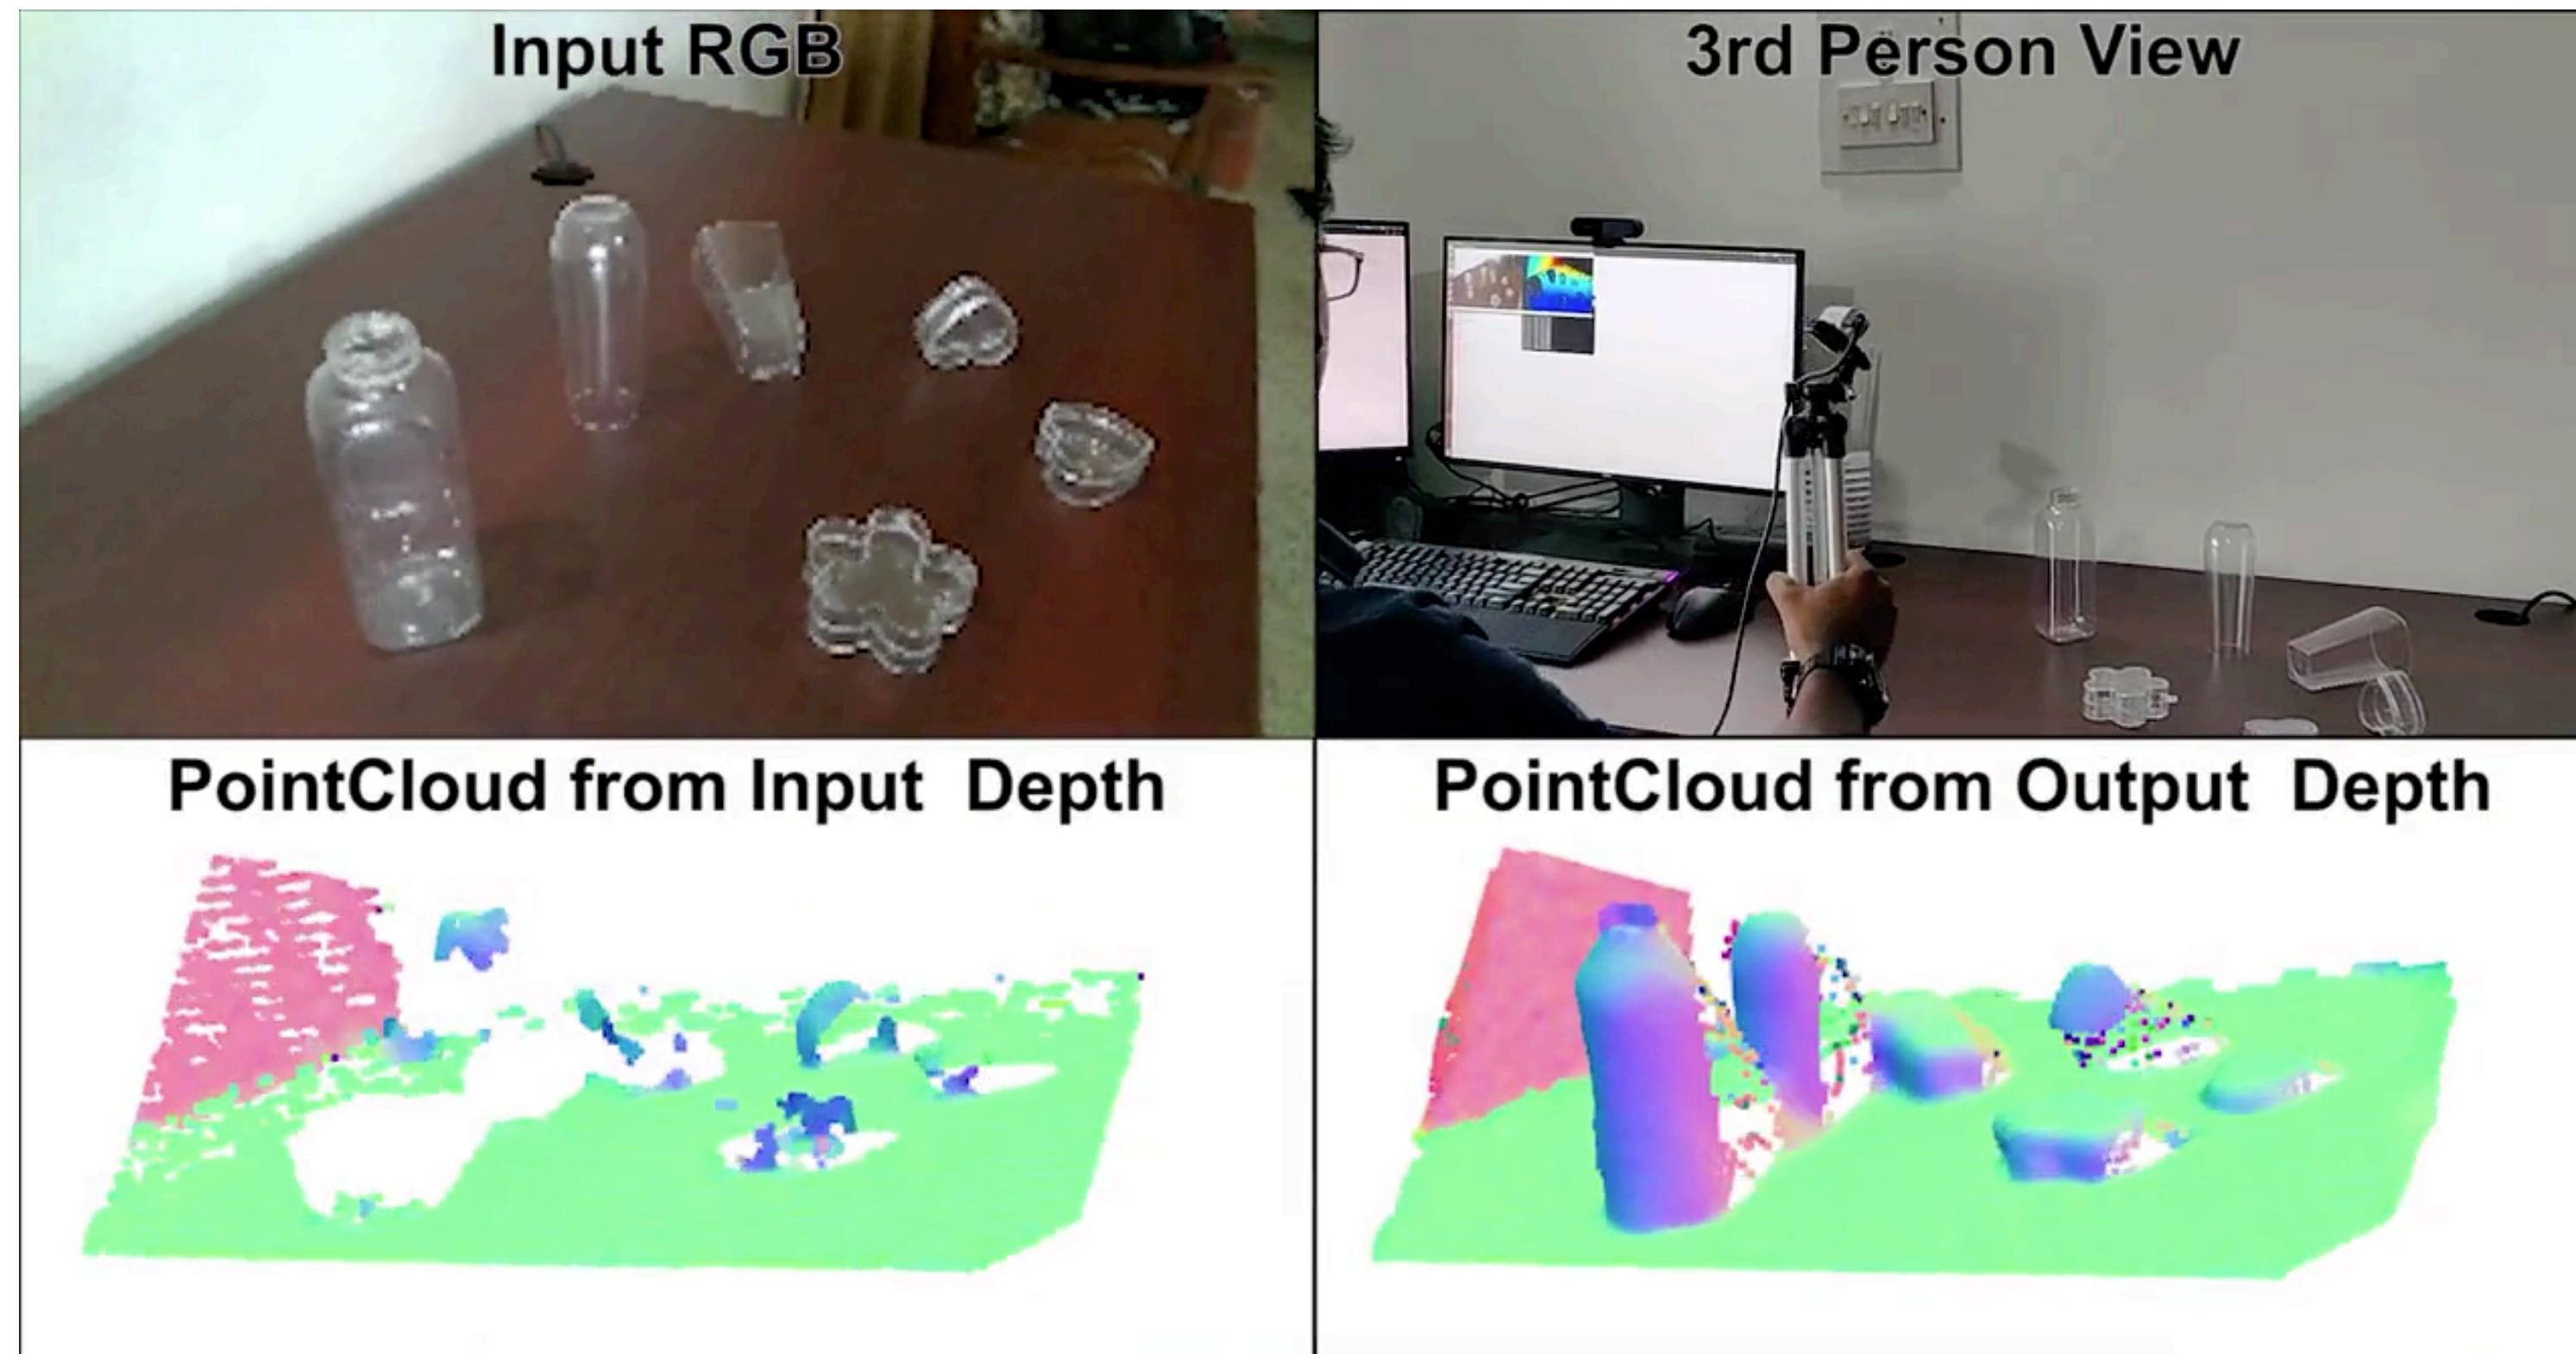 Input RGB
3rd Person View
PointCloud from Input  Depth
PointCloud from Output  Depth